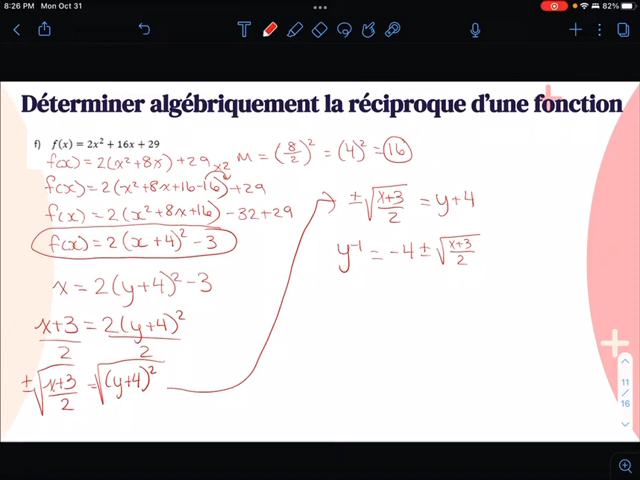 8:26 PM Mon Oct 31
82%
Déterminer algébriquement la réciproque d'une fonction
f) f(x) = 2x² + 16x + 29
f(x) = 2(x² + 8x) + 29 x2 M = (8/2)² = (4)² = 16
f(x) = 2(x² + 8x + 16 - 16) + 29
f(x) = 2(x² + 8x + 16) - 32 + 29
f(x) = 2(x + 4)² - 3
x = 2(y + 4)² - 3
x + 3 = 2(y + 4)²
2 2
±√((x+3)/2) = √((y+4)²)
±√((x+3)/2) = y + 4
y⁻¹ = -4 ± √((x+3)/2)
11
/
16